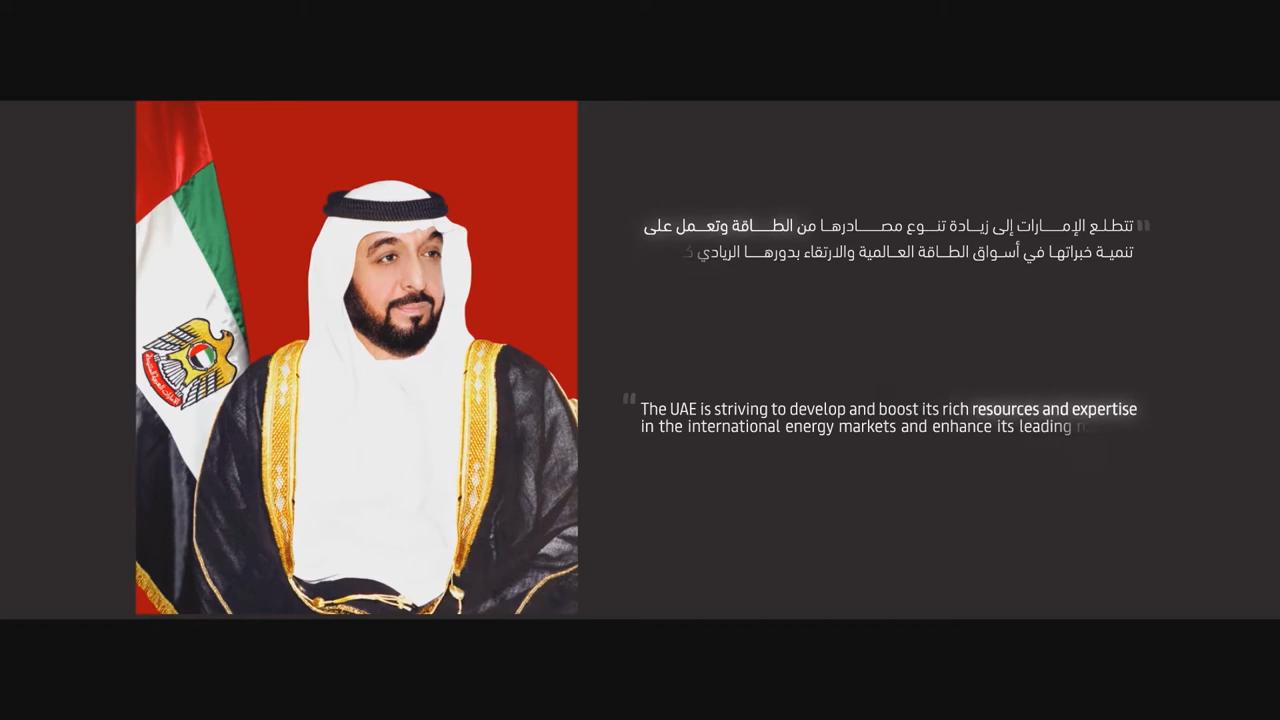 تتطلع الإمارات إلى زيادة تنوع مصادرها من الطاقة وتعمل على
تنمية خبراتها في أسواق الطاقة العالمية والارتقاء بدورها الريادي
"The UAE is striving to develop and boost its rich resources and expertise
in the international energy markets and enhance its leading